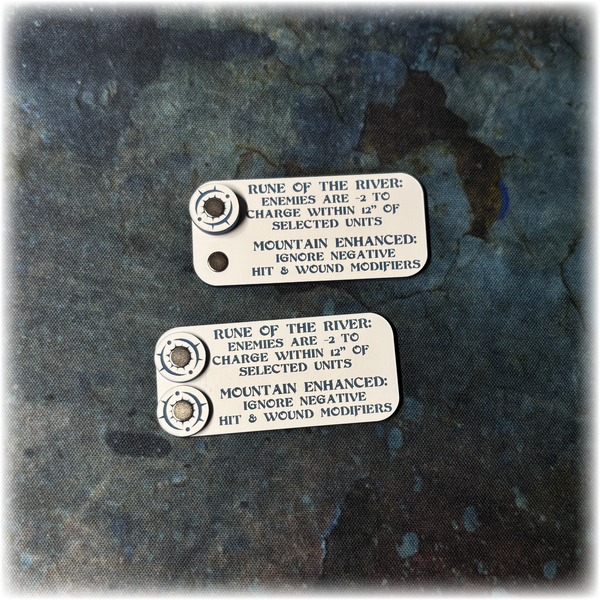 RUNE OF THE RIVER:
ENEMIES ARE -2 TO
CHARGE WITHIN 12" OF
SELECTED UNITS
MOUNTAIN ENHANCED:
IGNORE NEGATIVE
HIT & WOUND MODIFIERS
RUNE OF THE RIVER:
ENEMIES ARE -2 TO
CHARGE WITHIN 12" OF
SELECTED UNITS
MOUNTAIN ENHANCED:
IGNORE NEGATIVE
HIT & WOUND MODIFIERS